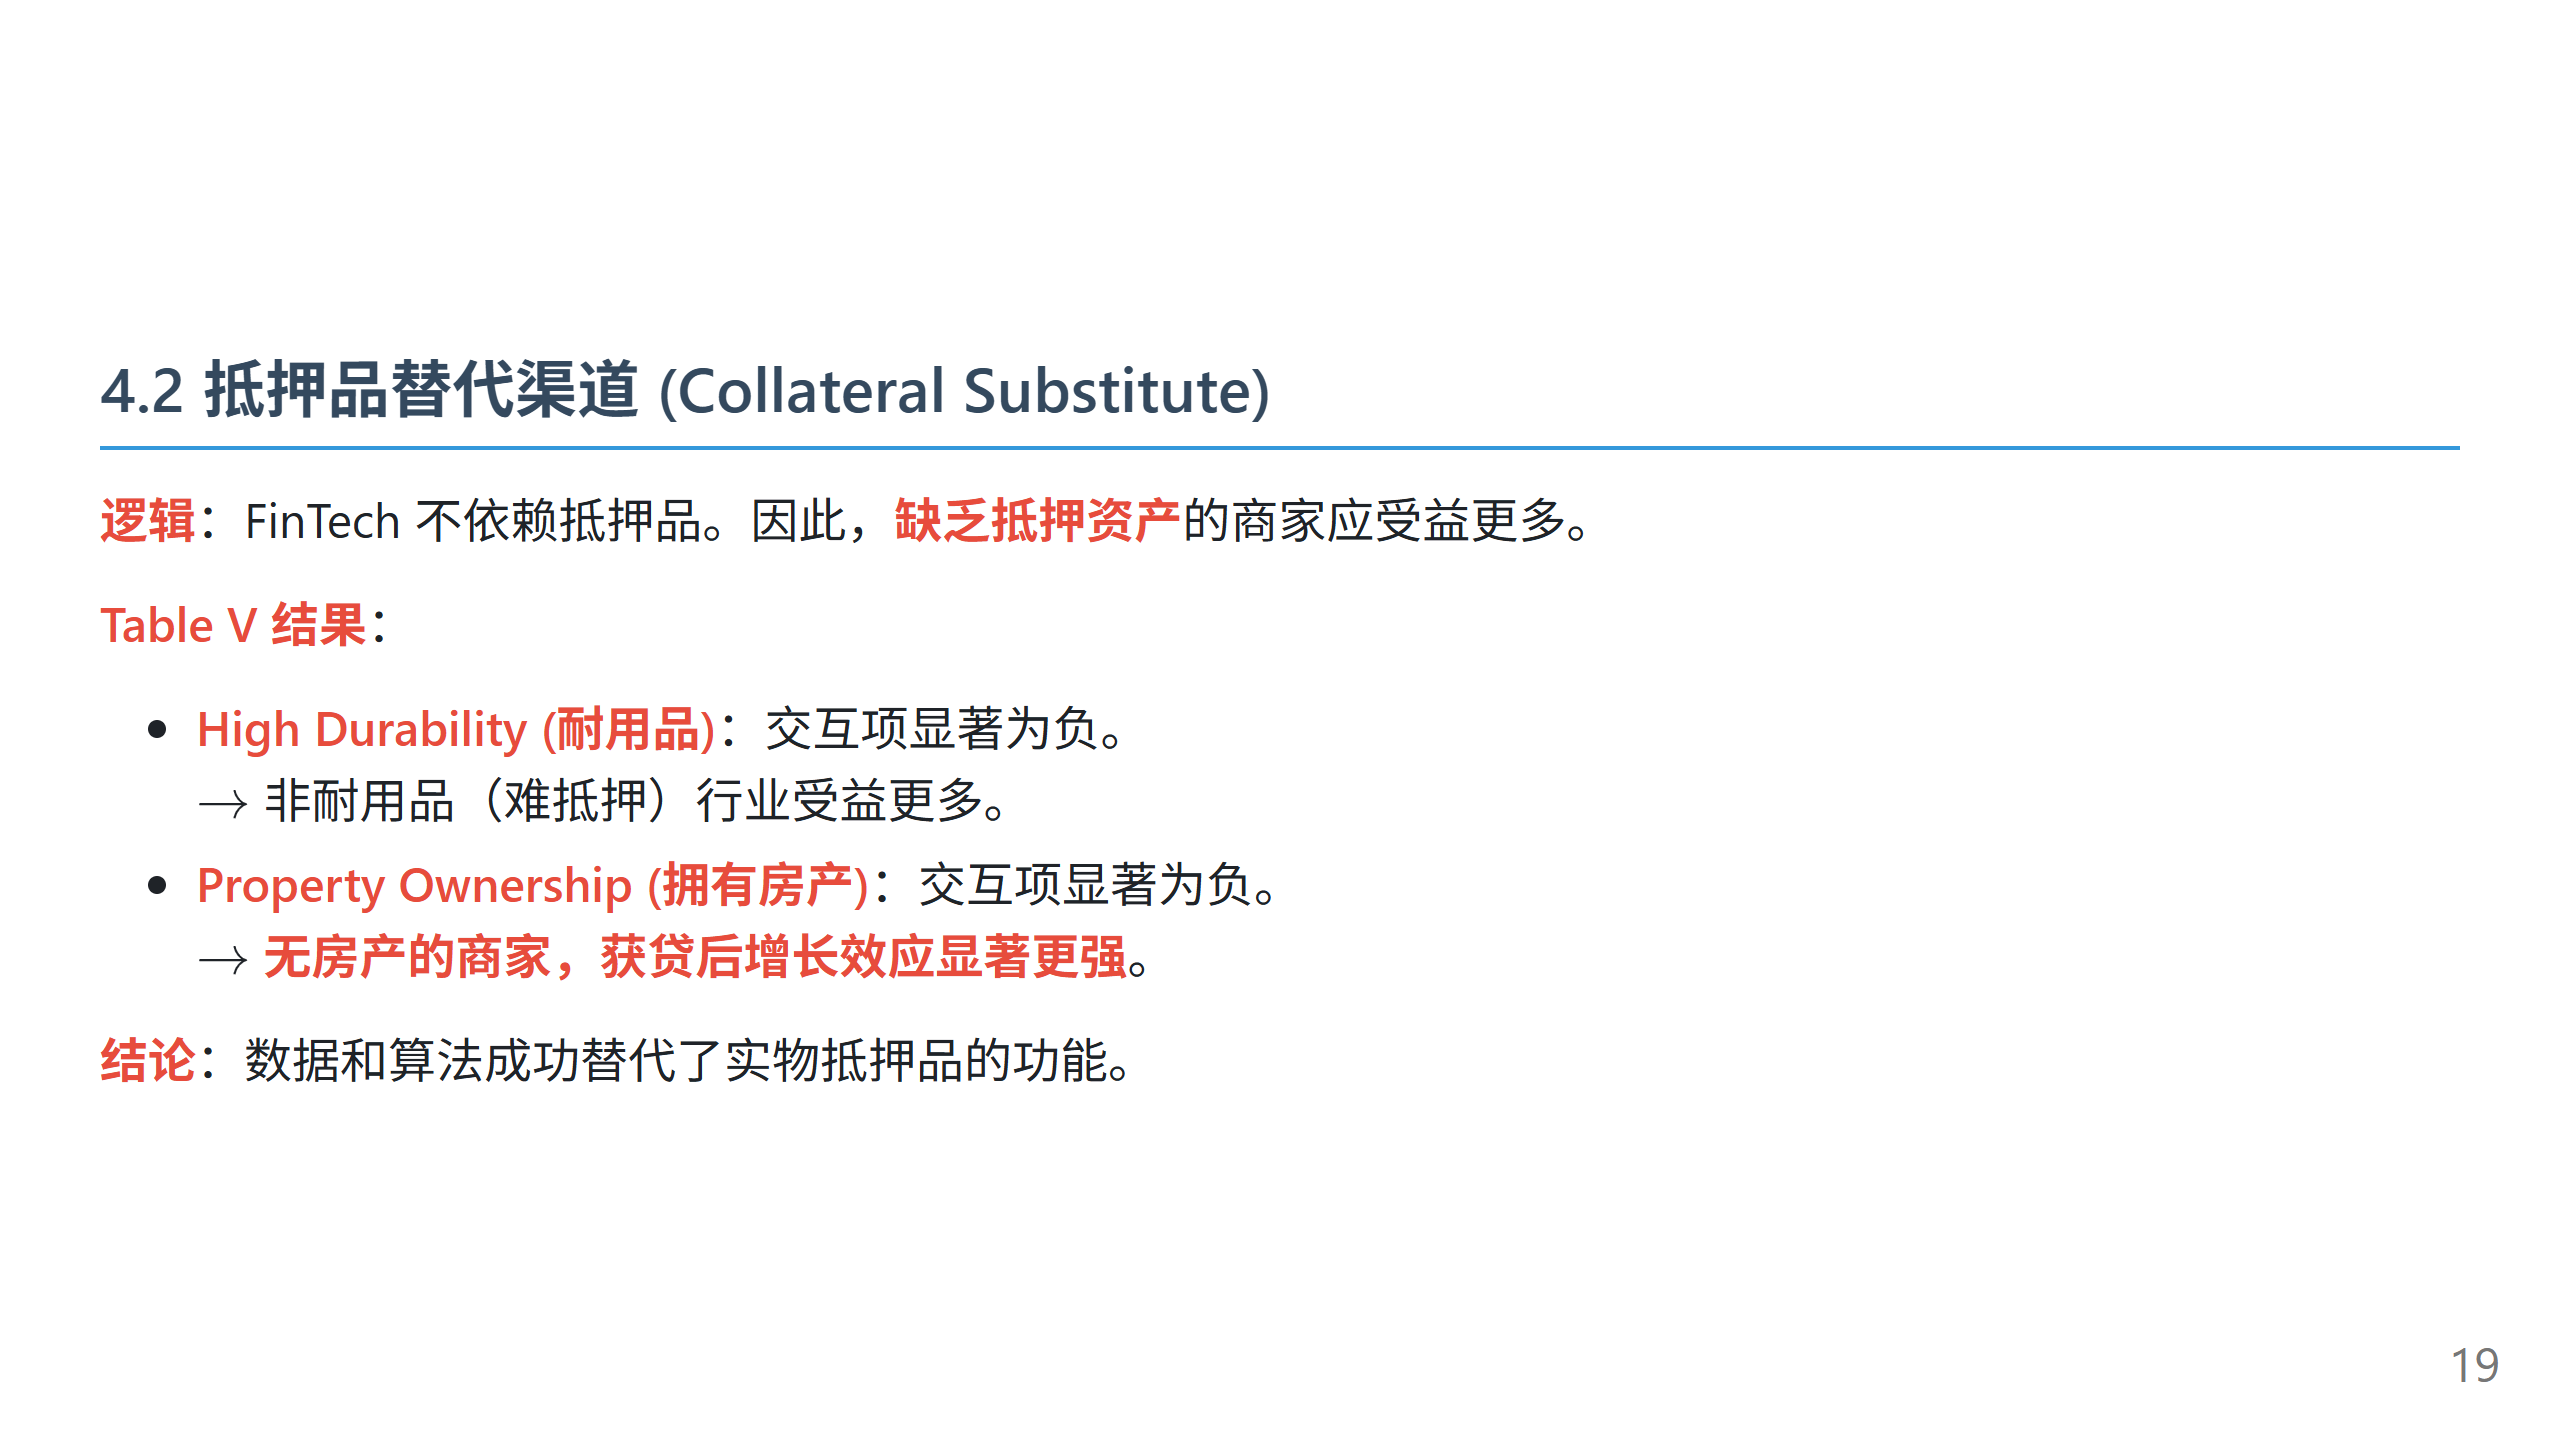 4.2 抵押品替代渠道 (Collateral Substitute)
逻辑：FinTech 不依赖抵押品。因此，缺乏抵押资产的商家应受益更多。
Table V 结果：
• High Durability (耐用品)：交互项显著为负。
→ 非耐用品（难抵押）行业受益更多。
• Property Ownership (拥有房产)：交互项显著为负。
→ 无房产的商家，获贷后增长效应显著更强。
结论：数据和算法成功替代了实物抵押品的功能。
19